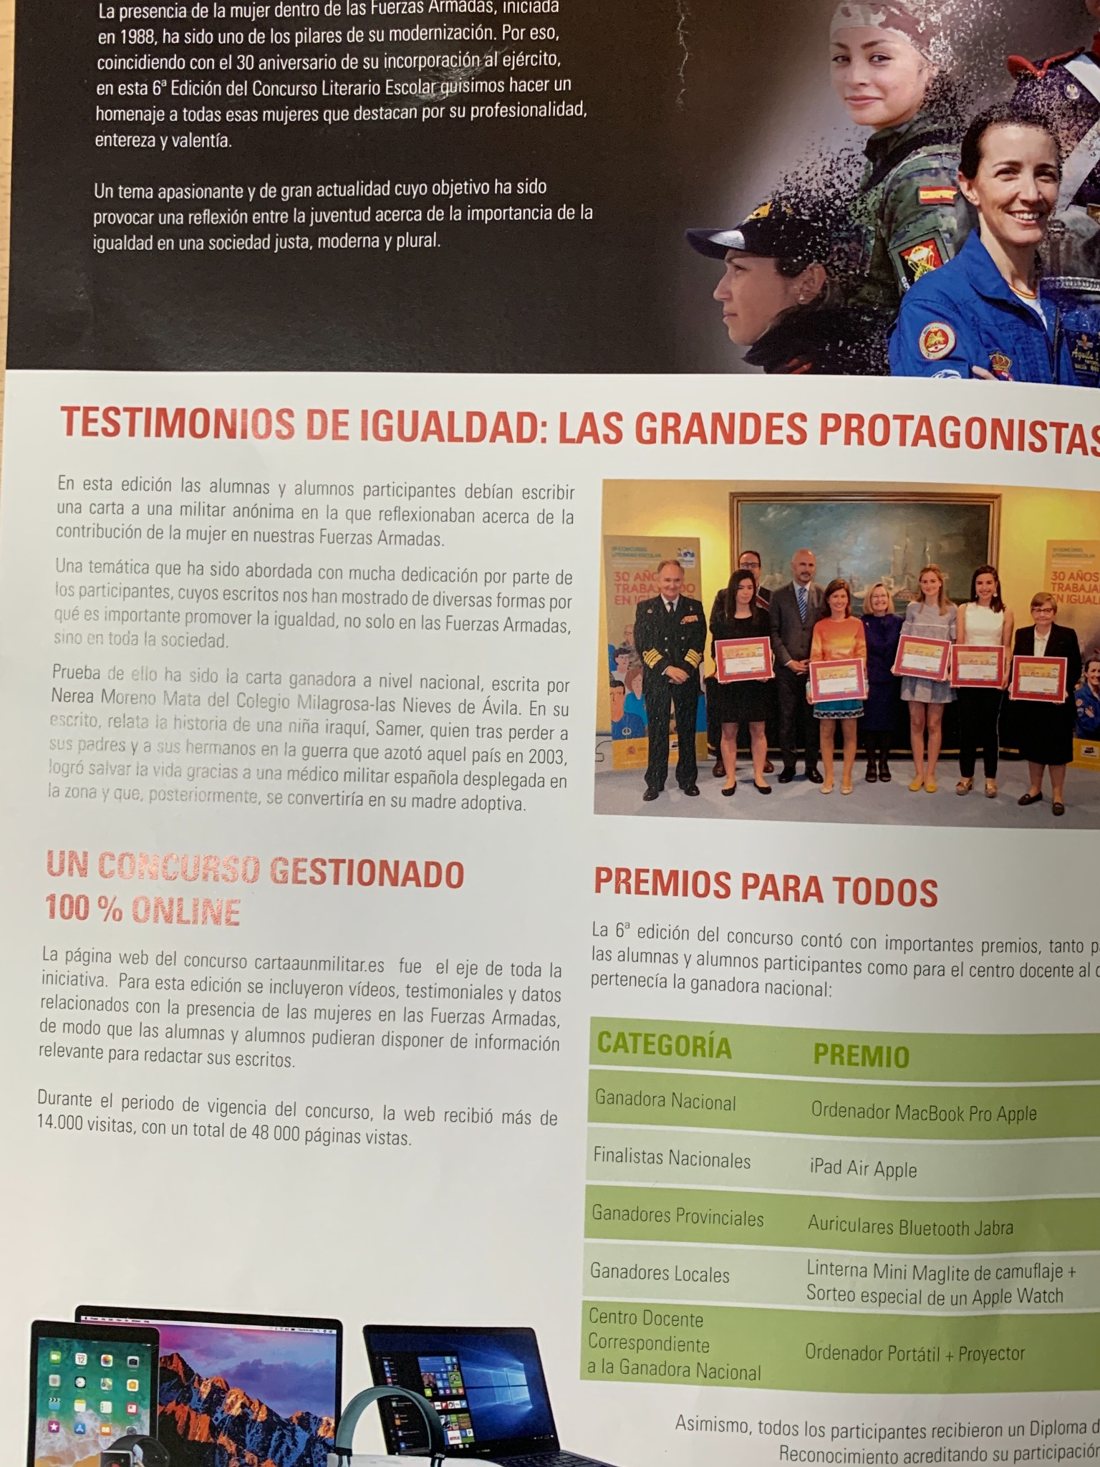 La presencia de la mujer dentro de las Fuerzas Armadas, iniciada
en 1988, ha sido uno de los pilares de su modernización. Por eso,
coincidiendo con el 30 aniversario de su incorporación al ejército,
en esta 6ª Edición del Concurso Literario Escolar quisimos hacer un
homenaje a todas esas mujeres que destacan por su profesionalidad,
entereza y valentía.
Un tema apasionante y de gran actualidad cuyo objetivo ha sido
provocar una reflexión entre la juventud acerca de la importancia de la
igualdad en una sociedad justa, moderna y plural.
TESTIMONIOS DE IGUALDAD: LAS GRANDES PROTAGONISTAS
En esta edición las alumnas y alumnos participantes debían escribir
una carta a una militar anónima en la que reflexionaban acerca de la
contribución de la mujer en nuestras Fuerzas Armadas.
Una temática que ha sido abordada con mucha dedicación por parte de
los participantes, cuyos escritos nos han mostrado de diversas formas por
qué es importante promover la igualdad, no solo en las Fuerzas Armadas,
sino en toda la sociedad.
Prueba de ello ha sido la carta ganadora a nivel nacional, escrita por
Nerea Moreno Mata del Colegio Milagrosa-las Nieves de Ávila. En su
escrito, relata la historia de una niña iraquí, Samer, quien tras perder a
sus padres y a sus hermanos en la guerra que azotó aquel país en 2003,
logró salvar la vida gracias a una médico militar española desplegada en
la zona y que, posteriormente, se convertiría en su madre adoptiva.
30 AÑOS
TRABAJANDO
EN IGUAL
30 AÑOS
TRABAJA
EN IGUAL
UN CONCURSO GESTIONADO
100 % ONLINE
La página web del concurso cartaaunmilitar.es fue el eje de toda la
iniciativa. Para esta edición se incluyeron vídeos, testimoniales y datos
relacionados con la presencia de las mujeres en las Fuerzas Armadas,
de modo que las alumnas y alumnos pudieran disponer de información
relevante para redactar sus escritos.
Durante el periodo de vigencia del concurso, la web recibió más de
14.000 visitas, con un total de 48 000 páginas vistas.
PREMIOS PARA TODOS
La 6ª edición del concurso contó con importantes premios, tanto p
las alumnas y alumnos participantes como para el centro docente al
pertenecía la ganadora nacional:
CATEGORÍA PREMIO
Ganadora Nacional Ordenador MacBook Pro Apple
Finalistas Nacionales iPad Air Apple
Ganadores Provinciales Auriculares Bluetooth Jabra
Ganadores Locales Linterna Mini Maglite de camuflaje +
Sorteo especial de un Apple Watch
Centro Docente
Correspondiente
a la Ganadora Nacional Ordenador Portátil + Proyector
Asimismo, todos los participantes recibieron un Diploma d
Reconocimiento acreditando su participación